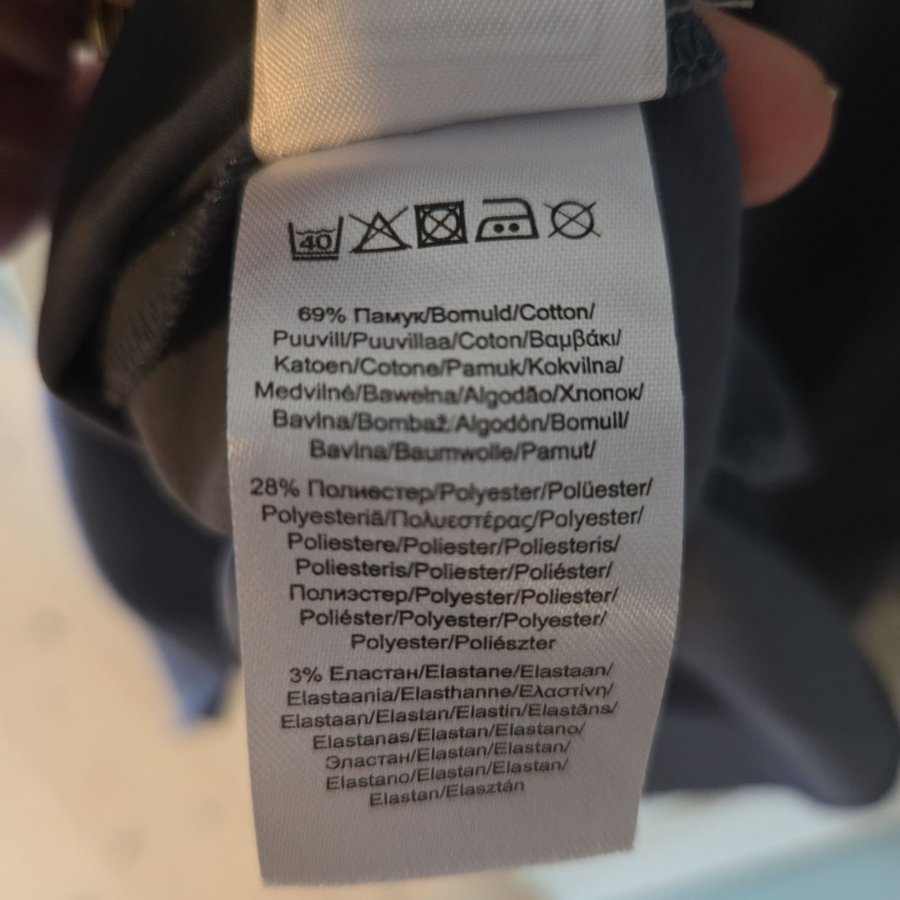 40
69% Памук/Bomuld/Cotton/
Puuvill/Puuvillaa/Coton/Βαμβάκι/
Katoen/Cotone/Pamuk/Kokvilna/
Medvilnė/Bawełna/Algodão/Хлопок/
Bavlna/Bombaž/Algodón/Bomull/
Bavlna/Baumwolle/Pamut/
28% Полиестер/Polyester/Polüester/
Polyesteriä/Πολυεστέρας/Polyester/
Poliestere/Poliester/Poliesteris/
Poliesteris/Poliester/Poliéster/
Полиэстер/Polyester/Poliester/
Poliéster/Polyester/Polyester/
Polyester/Poliészter
3% Еластан/Elastane/Elastaan/
Elastaania/Elasthanne/Ελαστίνη/
Elastaan/Elastan/Elastin/Elastāns/
Elastanas/Elastan/Elastano/
Эластан/Elastan/Elastan/
Elastano/Elastan/Elastan/
Elastan/Elasztán